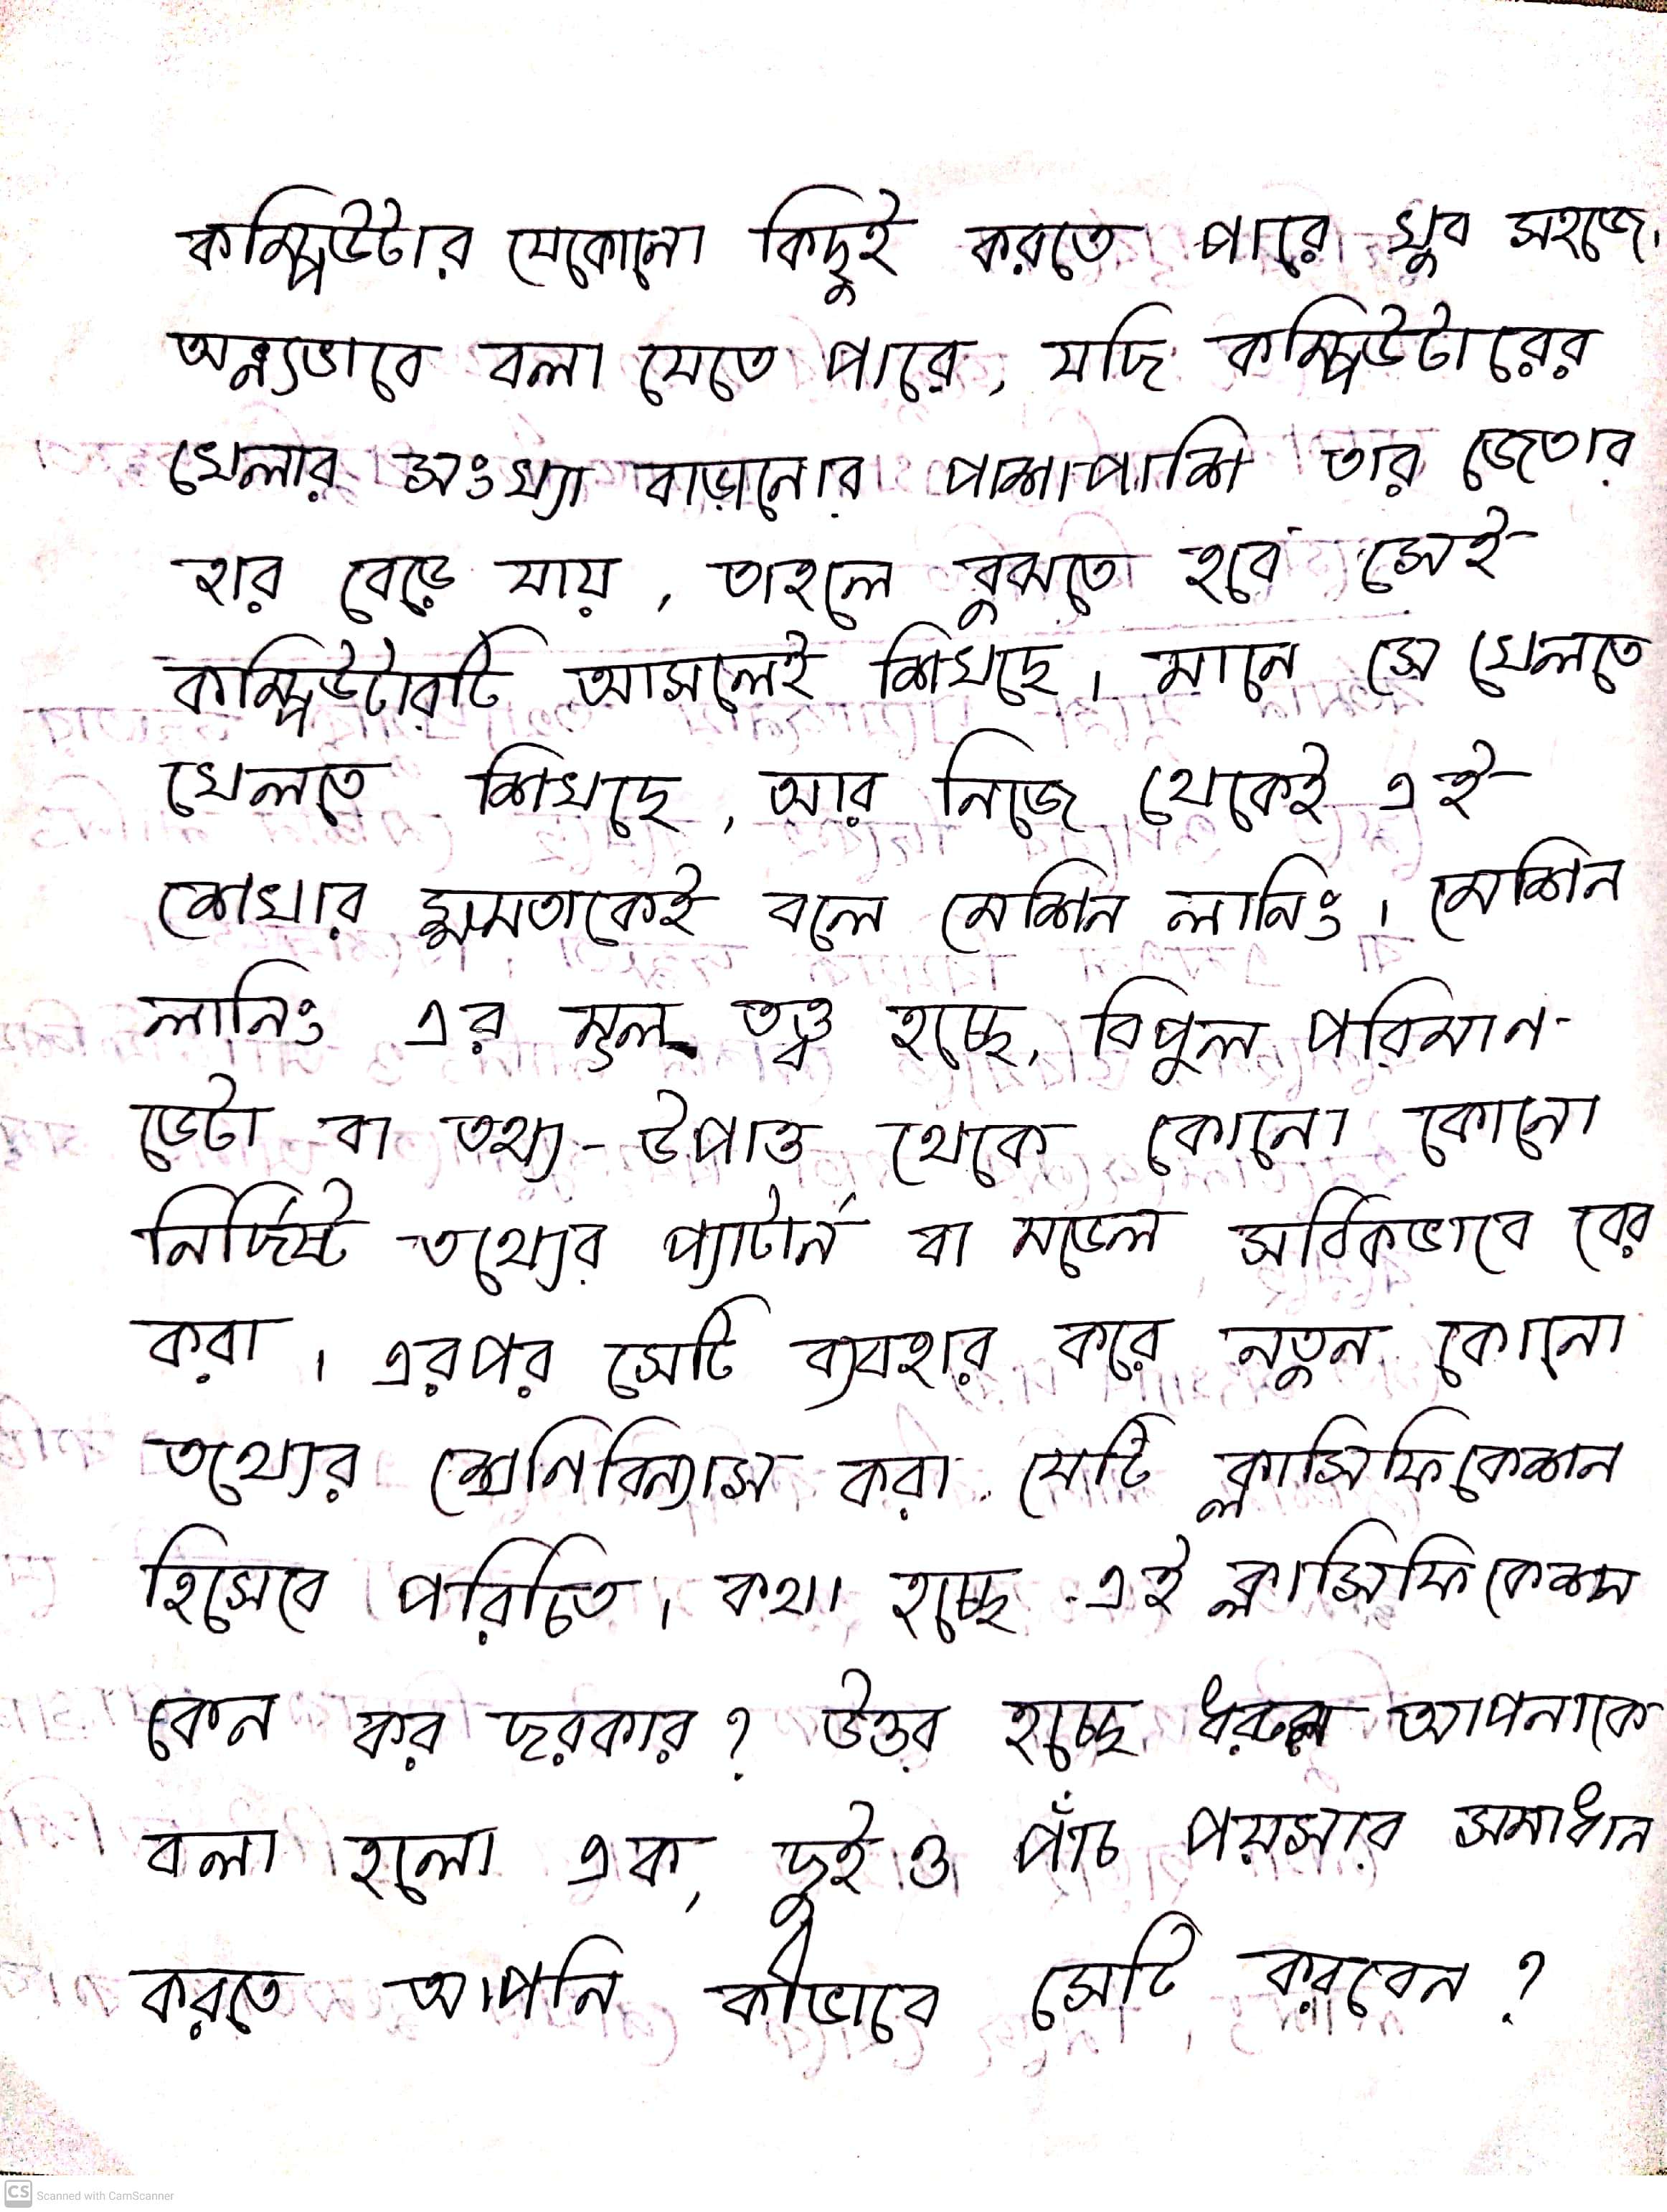 কম্পিউটার যেকোনো কিছুই করতে পারে খুব সহজে।
অন্যভাবে বলা যেতে পারে, যদি কম্পিউটারের
খেলার সংখ্যা বাড়ানোর পাশাপাশি তার জেতার
হার বেড়ে যায়, তাহলে বুঝতে হবে সেই
কম্পিউটারটি আসলেই শিখছে। মানে সে খেলতে
খেলতে শিখছে, আর নিজে থেকেই এই
শেখার ক্ষমতাকেই বলে মেশিন লানিং। মেশিন
লানিং এর মূল তত্ত্ব হচ্ছে, বিপুল পরিমান
ডেটা বা তথ্য-উপাত্ত থেকে কোনো কোনো
নির্দিষ্ট তথ্যের প্যাটার্ন বা মডেল সার্বিকভাবে বের
করা। এরপর সেটি ব্যবহার করে নতুন কোনো
তথ্যের শ্রেণিবিন্যাস করা যেটি ক্লাসিফিকেশন
হিসেবে পরিচিত। কথা হচ্ছে এই ক্লাসিফিকেশন
কেন কার দরকার? উত্তর হচ্ছে আপনাকে
বলা হলো এক, দুই ও পাঁচ পয়সার সমাধান
করতে আপনি কীভাবে সেটি করবেন?
CS Scanned with CamScanner